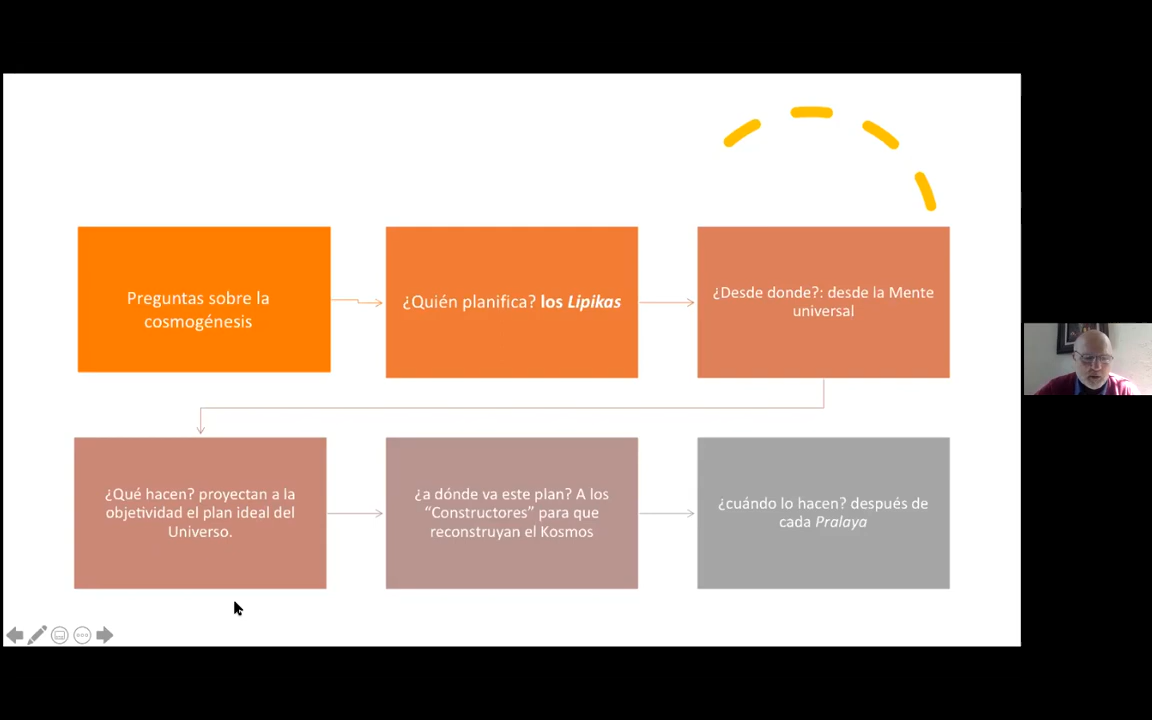 Preguntas sobre la
cosmogénesis
¿Quién planifica? los Lipikas
¿Desde donde?: desde la Mente
universal
¿Qué hacen? proyectan a la
objetividad el plan ideal del
Universo.
¿a dónde va este plan? A los
“Constructores” para que
reconstruyan el Kosmos
¿cuándo lo hacen? después de
cada Pralaya